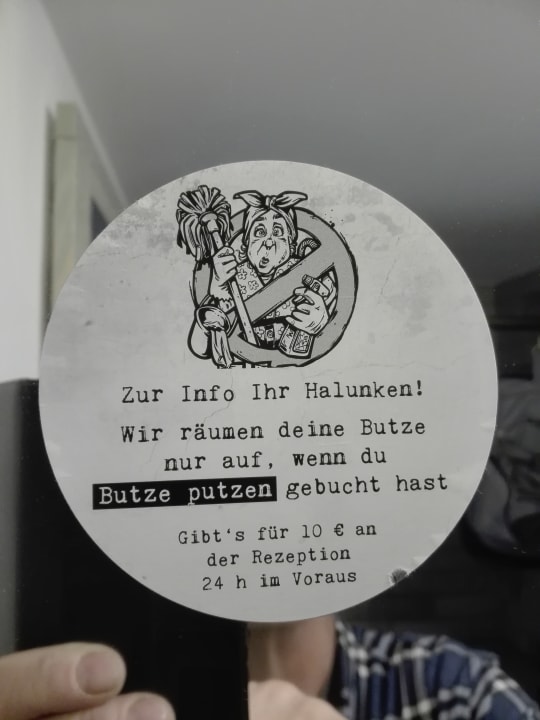 Zur Info Ihr Halunken!
Wir räumen deine Butze
nur auf, wenn du
Butze putzen gebucht hast
Gibt's für 10 € an
der Rezeption
24 h im Voraus